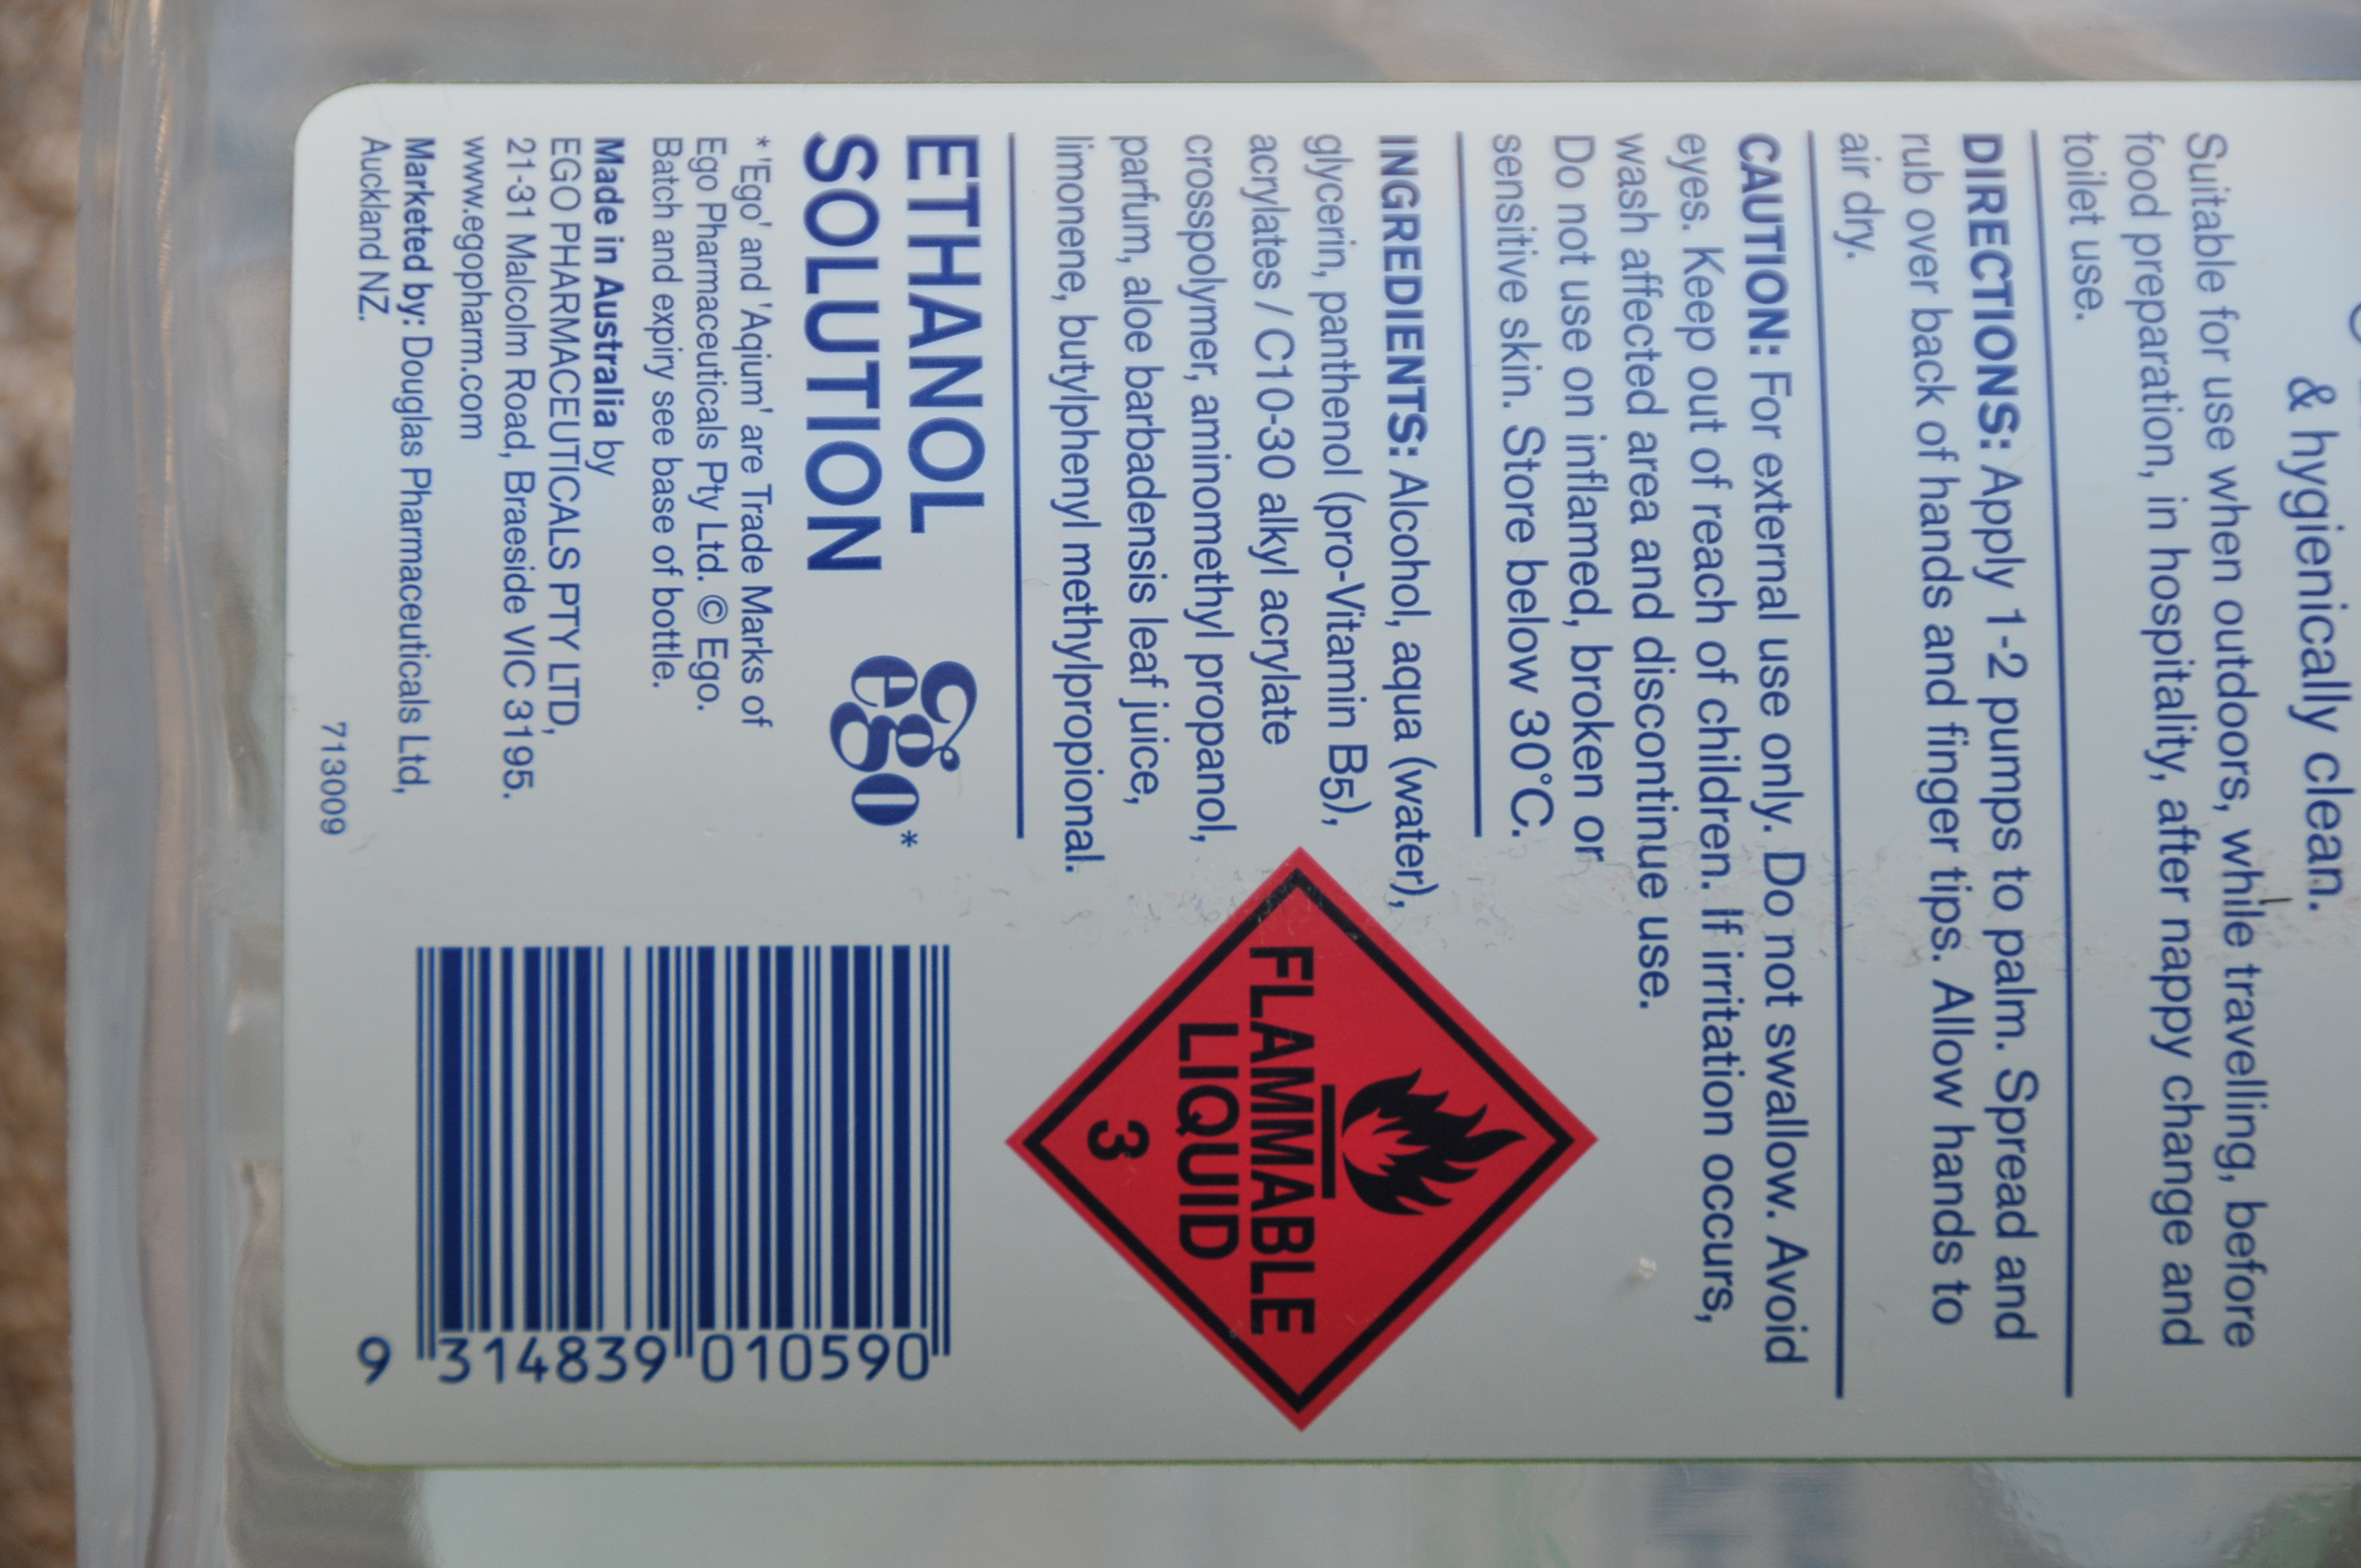 & hygienically clean.
Suitable for use when outdoors, while travelling, before
food preparation, in hospitality, after nappy change and
toilet use.
DIRECTIONS: Apply 1-2 pumps to palm. Spread and
rub over back of hands and finger tips. Allow hands to
air dry.
CAUTION: For external use only. Do not swallow. Avoid
eyes. Keep out of reach of children. If irritation occurs,
wash affected area and discontinue use.
Do not use on inflamed, broken or
sensitive skin. Store below 30°C.
INGREDIENTS: Alcohol, aqua (water),
glycerin, panthenol (pro-Vitamin B5),
acrylates / C10-30 alkyl acrylate
crosspolymer, aminomethyl propanol,
parfum, aloe barbadensis leaf juice,
limonene, butylphenyl methylpropional.
FLAMMABLE
LIQUID
3
ETHANOL
SOLUTION
ego*
* 'Ego' and 'Aqium' are Trade Marks of
Ego Pharmaceuticals Pty Ltd. © Ego.
Batch and expiry see base of bottle.
Made in Australia by
EGO PHARMACEUTICALS PTY LTD,
21-31 Malcolm Road, Braeside VIC 3195.
www.egopharm.com
Marketed by: Douglas Pharmaceuticals Ltd,
Auckland NZ.
713009
9 314839 010590